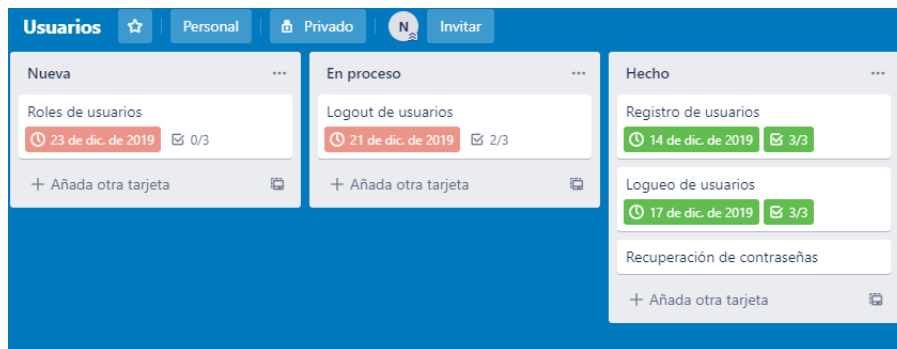 Usuarios Personal Privado N Invitar
Nueva ...
Roles de usuarios
23 de dic. de 2019 0/3
+ Añada otra tarjeta
En proceso ...
Logout de usuarios
21 de dic. de 2019 2/3
+ Añada otra tarjeta
Hecho ...
Registro de usuarios
14 de dic. de 2019 3/3
Logueo de usuarios
17 de dic. de 2019 3/3
Recuperación de contraseñas
+ Añada otra tarjeta